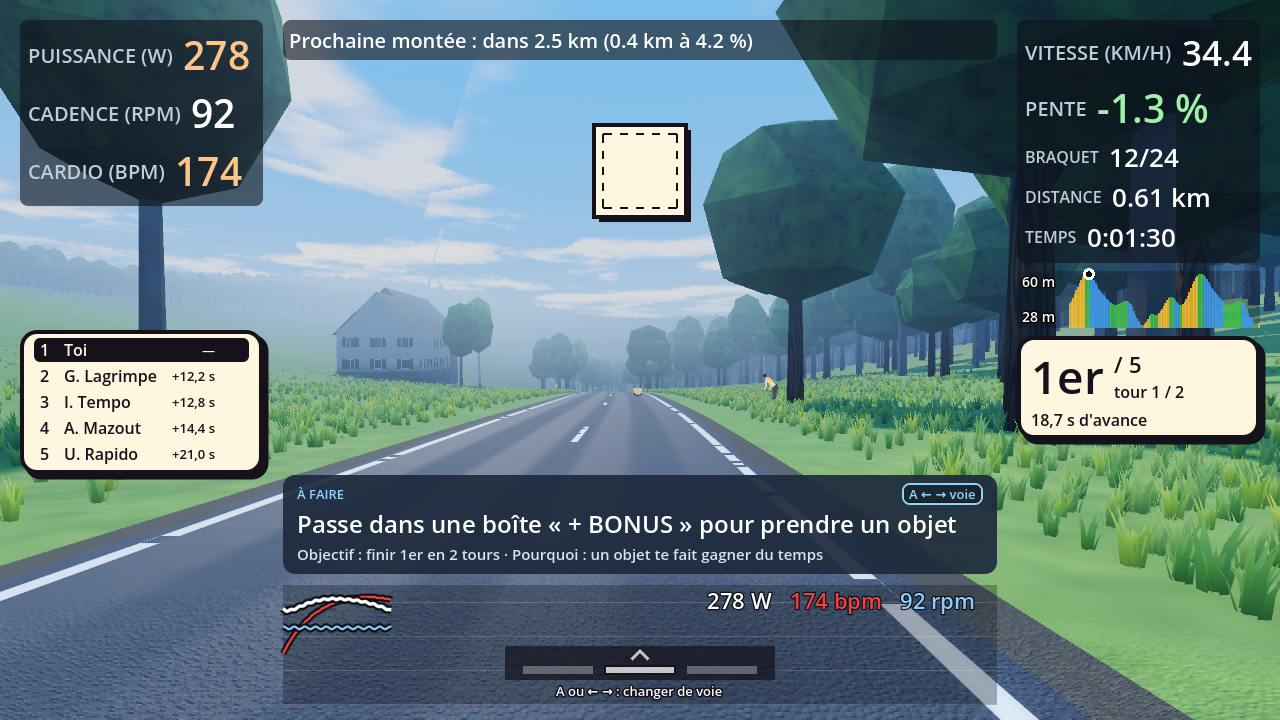 PUISSANCE (W) 278
CADENCE (RPM) 92
CARDIO (BPM) 174
Prochaine montée : dans 2.5 km (0.4 km à 4.2 %)
VITESSE (KM/H) 34.4
PENTE -1.3 %
BRAQUET 12/24
DISTANCE 0.61 km
TEMPS 0:01:30
60 m
28 m
1 Toi —
2 G. Lagrimpe +12,2 s
3 I. Tempo +12,8 s
4 A. Mazout +14,4 s
5 U. Rapido +21,0 s
1er / 5
tour 1 / 2
18,7 s d'avance
À FAIRE
A ← → voie
Passe dans une boîte « + BONUS » pour prendre un objet
Objectif : finir 1er en 2 tours · Pourquoi : un objet te fait gagner du temps
278 W 174 bpm 92 rpm
A ou ← → : changer de voie